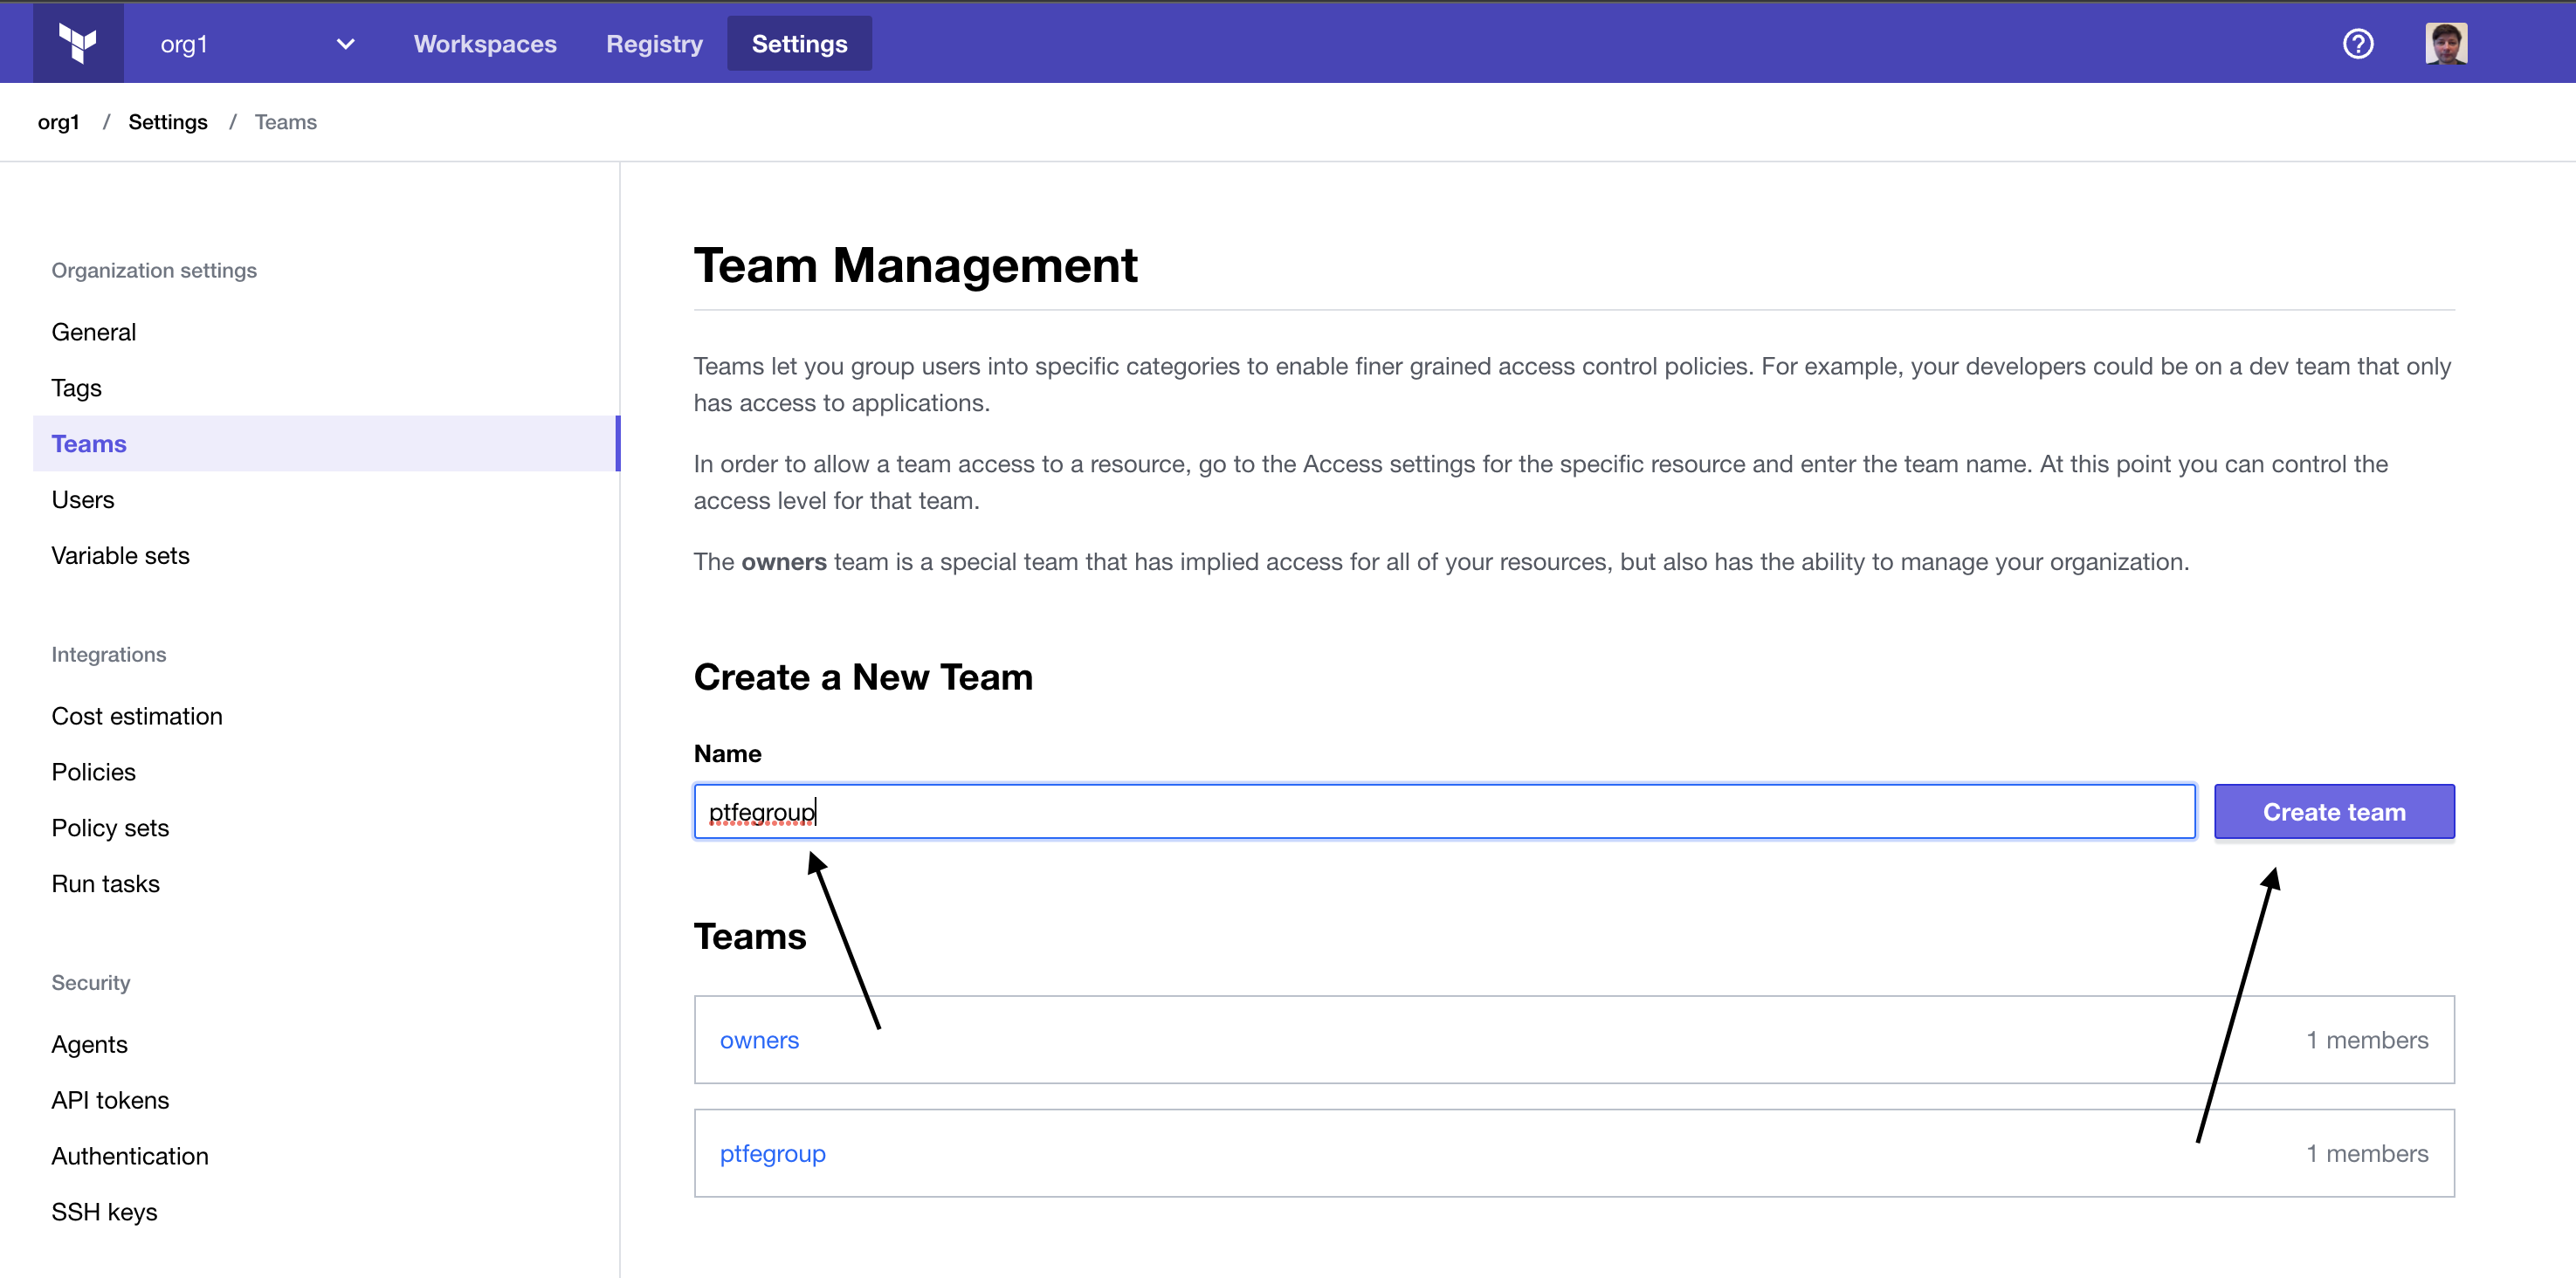 org1
Workspaces
Registry
Settings
org1 / Settings / Teams
Organization settings
General
Tags
Teams
Users
Variable sets
Integrations
Cost estimation
Policies
Policy sets
Run tasks
Security
Agents
API tokens
Authentication
SSH keys
Team Management
Teams let you group users into specific categories to enable finer grained access control policies. For example, your developers could be on a dev team that only
has access to applications.
In order to allow a team access to a resource, go to the Access settings for the specific resource and enter the team name. At this point you can control the
access level for that team.
The owners team is a special team that has implied access for all of your resources, but also has the ability to manage your organization.
Create a New Team
Name
ptfegroup
Create team
Teams
owners
1 members
ptfegroup
1 members